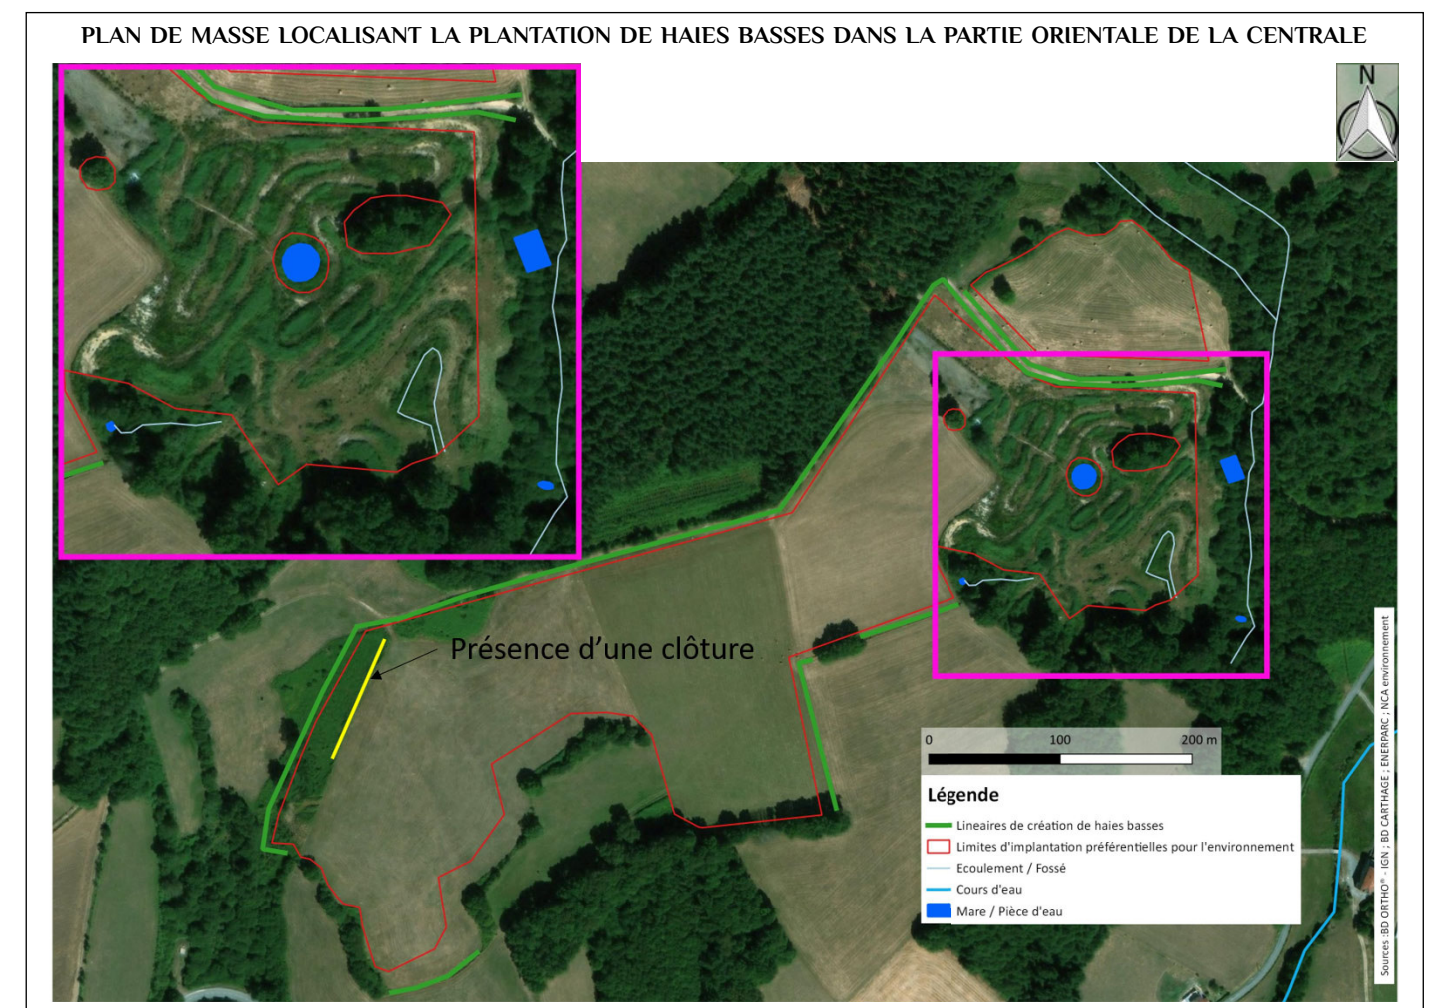 PLAN DE MASSE LOCALISANT LA PLANTATION DE HAIES BASSES DANS LA PARTIE ORIENTALE DE LA CENTRALE
N
Présence d’une clôture
0 100 200 m
Légende
Lineaires de création de haies basses
Limites d'implantation préférentielles pour l'environnement
Ecoulement / Fossé
Cours d'eau
Mare / Pièce d'eau
Sources :BD ORTHO® - IGN ; BD CARTHAGE ; ENERPARC ; NCA environnement